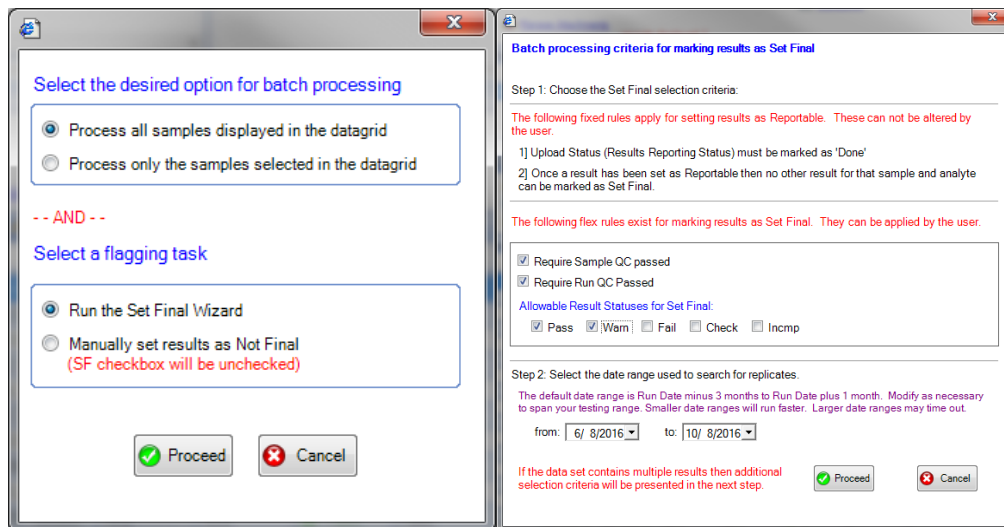 Select the desired option for batch processing
Process all samples displayed in the datagrid
Process only the samples selected in the datagrid
- - AND - -
Select a flagging task
Run the Set Final Wizard
Manually set results as Not Final
(SF checkbox will be unchecked)
Proceed
Cancel
Batch processing criteria for marking results as Set Final
Step 1: Choose the Set Final selection criteria:
The following fixed rules apply for setting results as Reportable. These can not be altered by
the user.
1] Upload Status (Results Reporting Status) must be marked as 'Done'
2] Once a result has been set as Reportable then no other result for that sample and analyte
can be marked as Set Final.
The following flex rules exist for marking results as Set Final. They can be applied by the user.
Require Sample QC passed
Require Run QC Passed
Allowable Result Statuses for Set Final:
Pass Warn Fail Check Incmp
Step 2: Select the date range used to search for replicates.
The default date range is Run Date minus 3 months to Run Date plus 1 month. Modify as necessary
to span your testing range. Smaller date ranges will run faster. Larger date ranges may time out.
from: 6/ 8/2016 to: 10/ 8/2016
If the data set contains multiple results then additional
selection criteria will be presented in the next step.
Proceed
Cancel